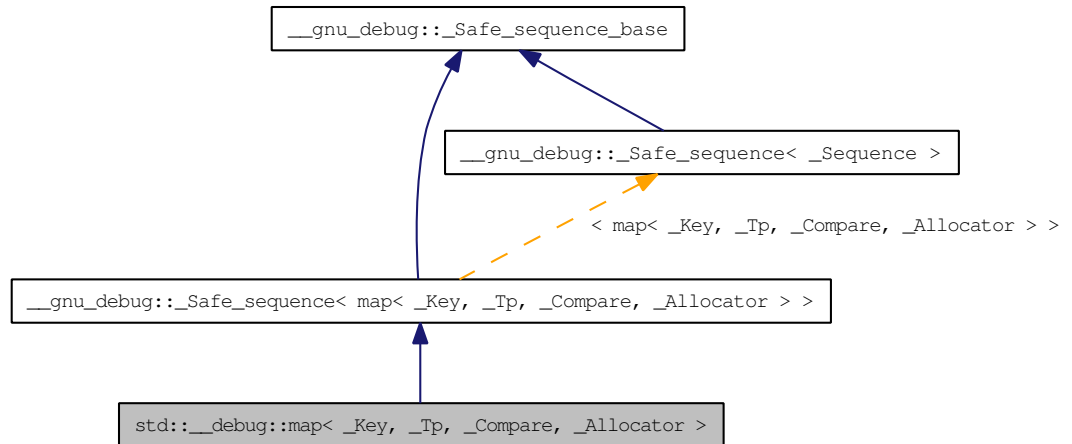 __gnu_debug::_Safe_sequence_base
__gnu_debug::_Safe_sequence< _Sequence >
< map< _Key, _Tp, _Compare, _Allocator > >
__gnu_debug::_Safe_sequence< map< _Key, _Tp, _Compare, _Allocator > >
std::__debug::map< _Key, _Tp, _Compare, _Allocator >